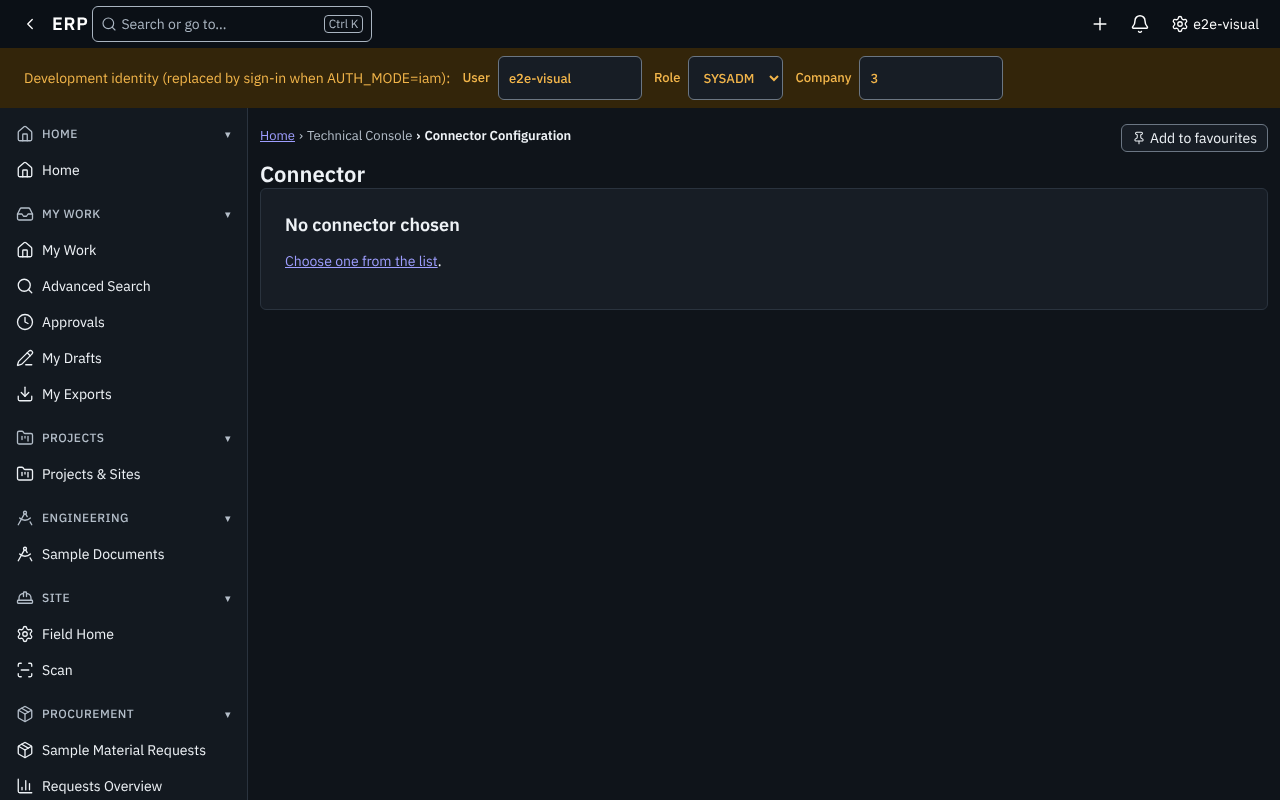 ERP
Search or go to...
Ctrl K
e2e-visual
Development identity (replaced by sign-in when AUTH_MODE=iam):
User
e2e-visual
Role
SYSADM
Company
3
HOME
Home
MY WORK
My Work
Advanced Search
Approvals
My Drafts
My Exports
PROJECTS
Projects & Sites
ENGINEERING
Sample Documents
SITE
Field Home
Scan
PROCUREMENT
Sample Material Requests
Requests Overview
Home › Technical Console › Connector Configuration
Add to favourites
Connector
No connector chosen
Choose one from the list.